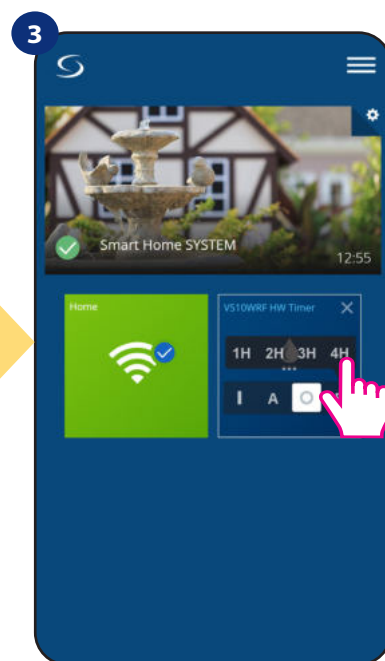 3
Smart Home SYSTEM
12:55
Home
VS10WRF HW Timer
1H 2H 3H 4H
I A O